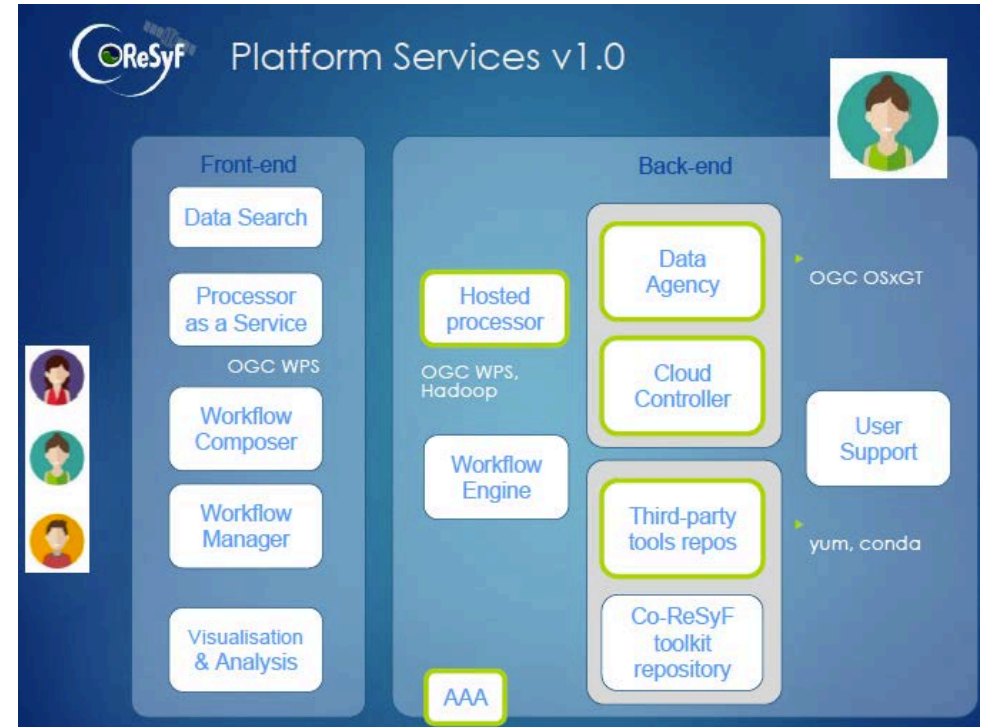 CoReSyF
Platform Services v1.0
Front-end
Data Search
Processor
as a Service
OGC WPS
Workflow
Composer
Workflow
Manager
Visualisation
& Analysis
Back-end
Hosted
processor
OGC WPS,
Hadoop
Workflow
Engine
AAA
Data
Agency
Cloud
Controller
OGC OSxGT
User
Support
Third-party
tools repos
yum, conda
Co-ReSyF
toolkit
repository